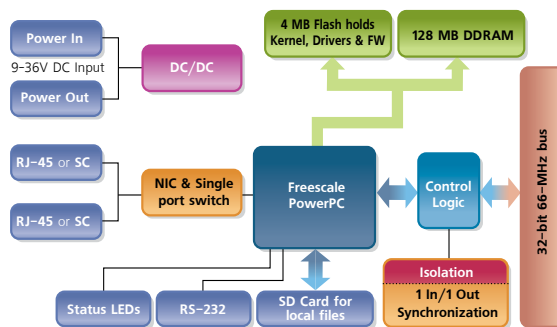 Power In
9-36V DC Input
Power Out
DC/DC
4 MB Flash holds
Kernel, Drivers & FW
128 MB DDRAM
RJ-45 or SC
RJ-45 or SC
NIC & Single
port switch
Freescale
PowerPC
Control
Logic
32-bit 66-MHz bus
Isolation
1 In/1 Out
Synchronization
Status LEDs
RS-232
SD Card for
local files